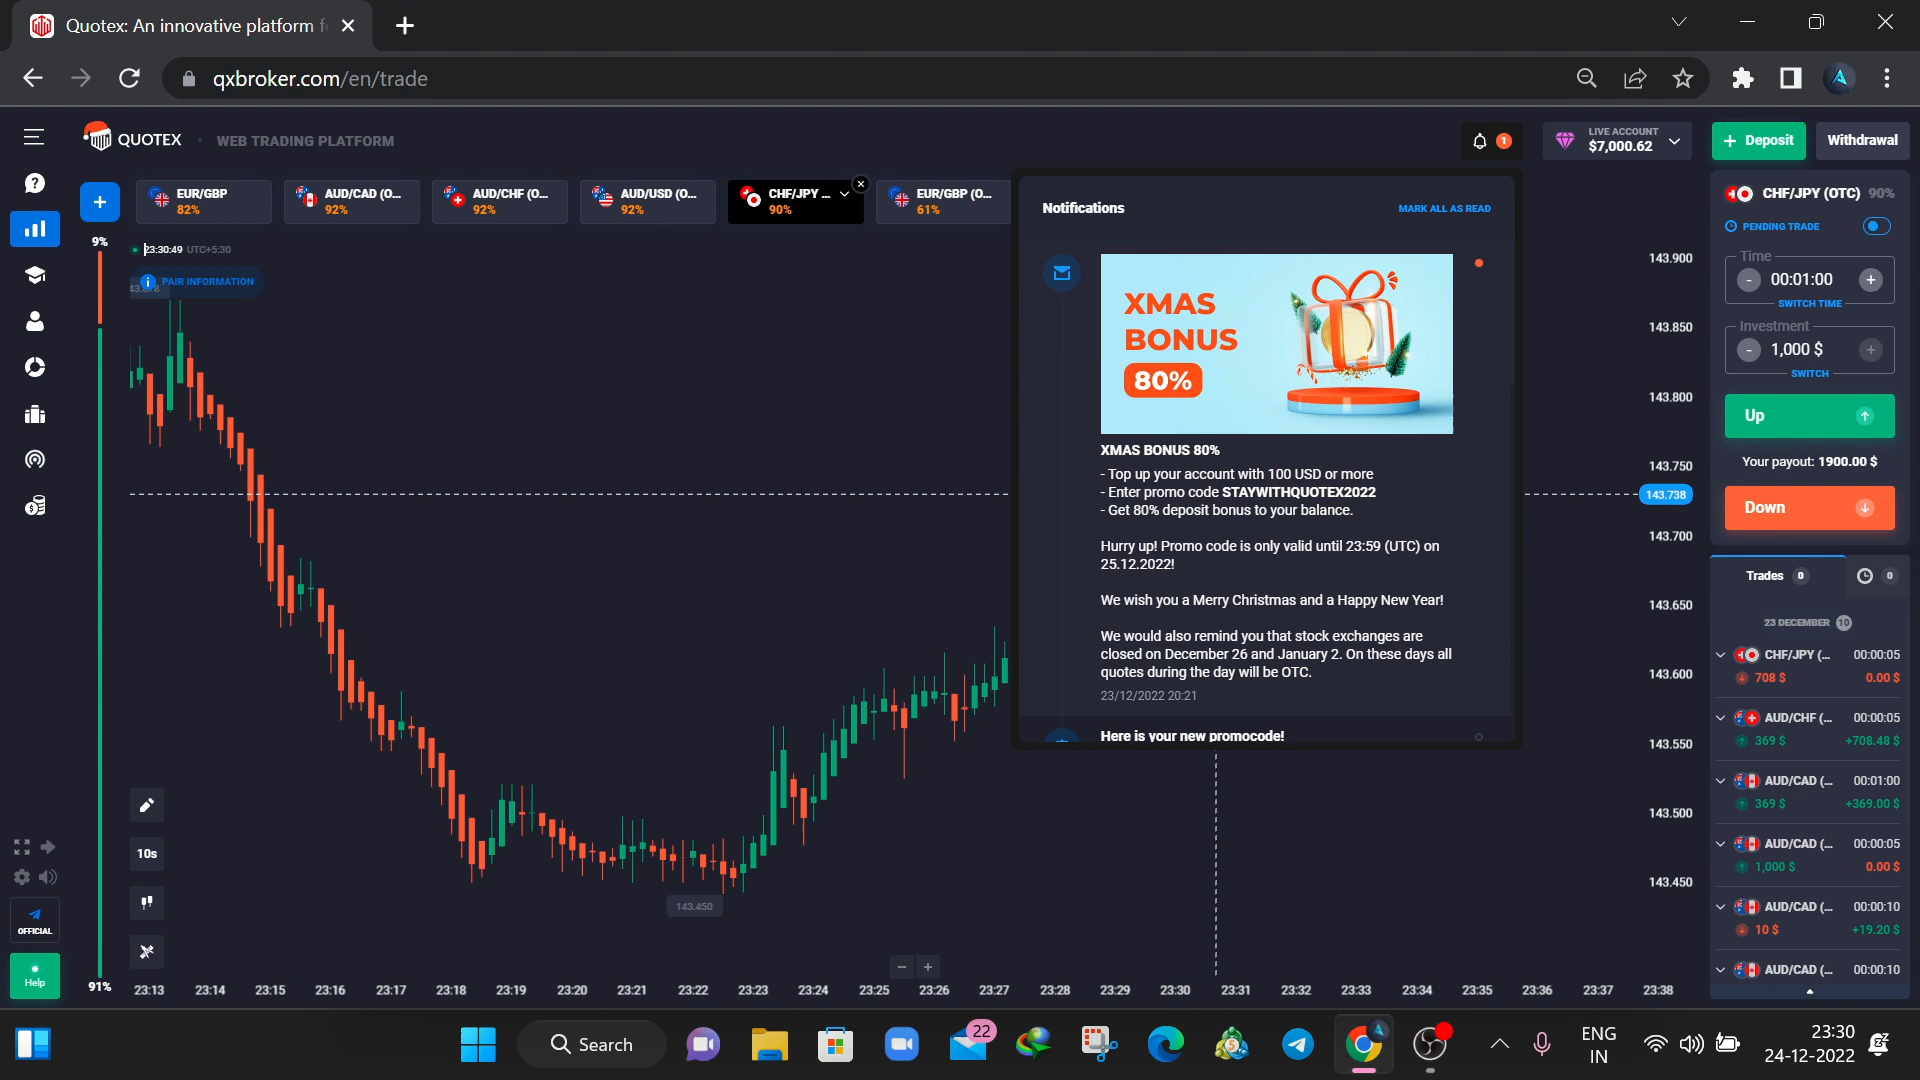 Quotex: An innovative platform f
qxbroker.com/en/trade
QUOTEX
WEB TRADING PLATFORM
1
LIVE ACCOUNT
$7,000.62
Deposit
Withdrawal
EUR/GBP
82%
AUD/CAD (O...
92%
AUD/CHF (O...
92%
AUD/USD (O...
92%
CHF/JPY ...
90%
EUR/GBP (O...
61%
9%
23:30:49 UTC+5:30
PAIR INFORMATION
Notifications
MARK ALL AS READ
XMAS
BONUS
80%
XMAS BONUS 80%
- Top up your account with 100 USD or more
- Enter promo code STAYWITHQUOTEX2022
- Get 80% deposit bonus to your balance.
Hurry up! Promo code is only valid until 23:59 (UTC) on
25.12.2022!
We wish you a Merry Christmas and a Happy New Year!
We would also remind you that stock exchanges are
closed on December 26 and January 2. On these days all
quotes during the day will be OTC.
23/12/2022 20:21
Here is your new promocode!
143.900
143.850
143.800
143.750
143.738
143.700
143.650
143.600
143.550
143.500
143.450
CHF/JPY (OTC) 90%
PENDING TRADE
Time
- 00:01:00 +
SWITCH TIME
Investment
- 1,000 $ +
SWITCH
Up
Your payout: 1900.00 $
Down
Trades 0
0
23 DECEMBER 10
CHF/JPY (... 00:00:05
708 $ 0.00 $
AUD/CHF (... 00:00:05
369 $ +708.48 $
AUD/CAD (... 00:01:00
369 $ +369.00 $
AUD/CAD (... 00:00:05
1,000 $ 0.00 $
AUD/CAD (... 00:00:10
10 $ +19.20 $
AUD/CAD (... 00:00:10
10s
143.450
OFFICIAL
Help
91%
23:13 23:14 23:15 23:16 23:17 23:18 23:19 23:20 23:21 23:22 23:23 23:24 23:25 23:26 23:27 23:28 23:29 23:30 23:31 23:32 23:33 23:34 23:35 23:36 23:37 23:38
Search
22
ENG
IN
23:30
24-12-2022